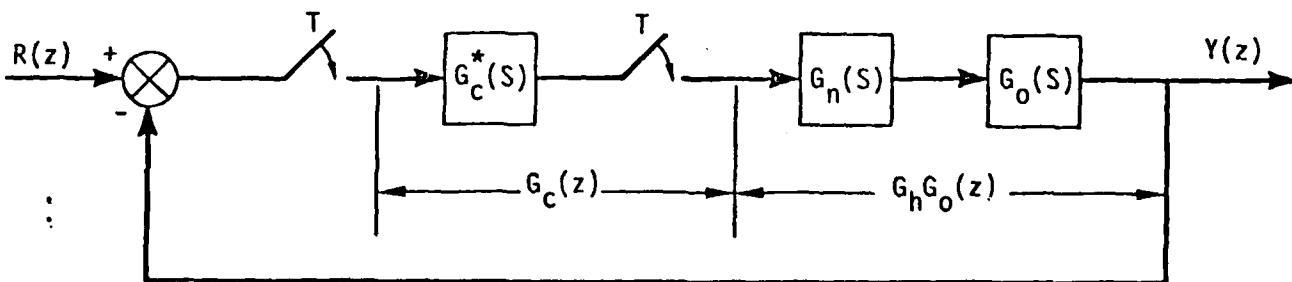 T
T
R(z)
+
-
G*c(S)
Gn(S)
Go(S)
Y(z)
Gc(z)
GhGo(z)